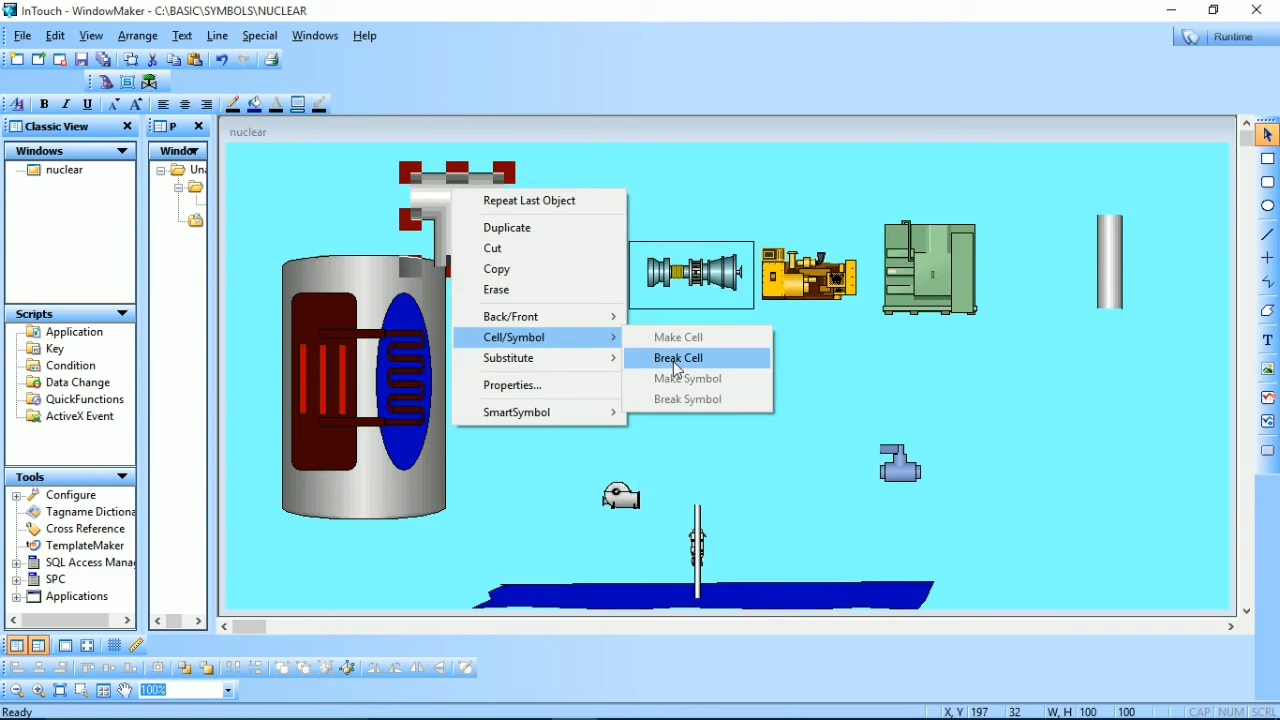 InTouch - WindowMaker - C:\BASIC\SYMBOLS\NUCLEAR
File Edit View Arrange Text Line Special Windows Help
Runtime
B I U
Classic View
P
nuclear
Windows
nuclear
Una
Repeat Last Object
Duplicate
Cut
Copy
Erase
Back/Front
Cell/Symbol
Substitute
Properties...
SmartSymbol
Make Cell
Break Cell
Make Symbol
Break Symbol
Scripts
Application
Key
Condition
Data Change
QuickFunctions
ActiveX Event
Tools
Configure
Tagname Dictiona
Cross Reference
TemplateMaker
SQL Access Mana
SPC
Applications
100%
Ready
X, Y 197 32 W, H 100 100 CAP NUM SCRL